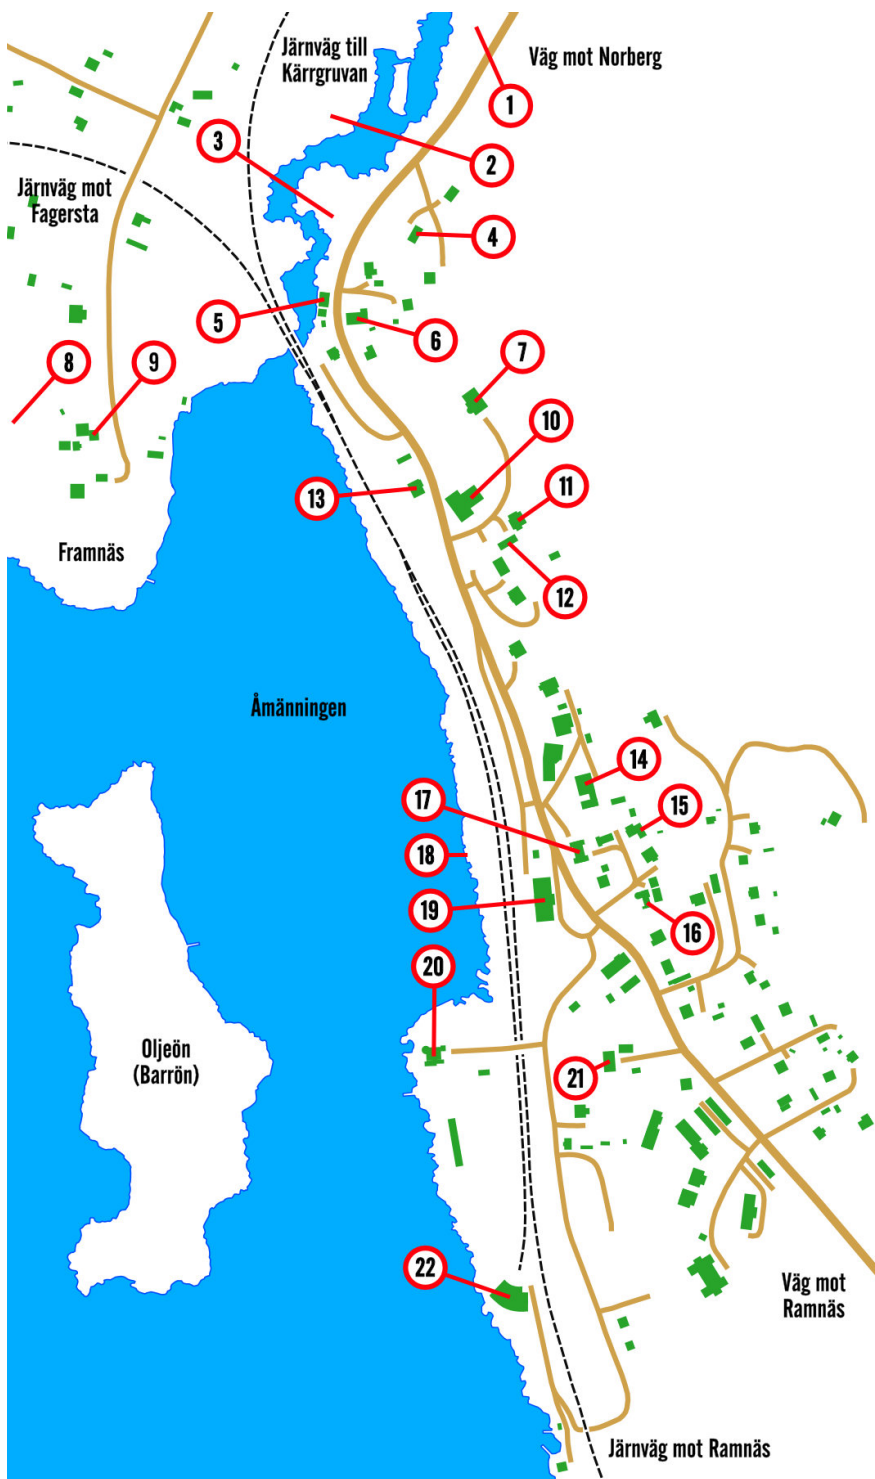 Järnväg till
Kärrgruvan
Väg mot Norberg
1
3
2
Järnväg mot
Fagersta
4
5
6
7
8
9
10
11
13
12
Framnäs
Åmänningen
14
17
15
18
19
16
20
Oljeön
(Barrön)
21
22
Väg mot
Ramnäs
Järnväg mot Ramnäs